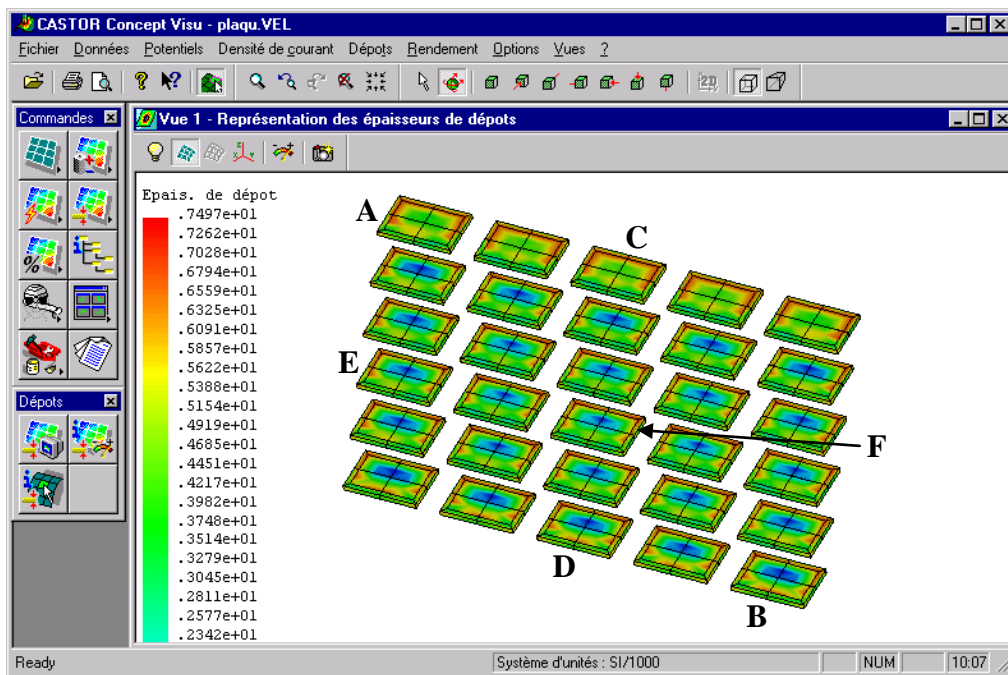 CASTOR Concept Visu - plaqu.VEL
Fichier Données Potentiels Densité de courant Dépots Rendement Options Vues ?
Commandes
Vue 1 - Représentation des épaisseurs de dépots
Epais. de dépot
.7497e+01
.7262e+01
.7028e+01
.6794e+01
.6559e+01
.6325e+01
.6091e+01
.5857e+01
.5622e+01
.5388e+01
.5154e+01
.4919e+01
.4685e+01
.4451e+01
.4217e+01
.3982e+01
.3748e+01
.3514e+01
.3279e+01
.3045e+01
.2811e+01
.2577e+01
.2342e+01
A
C
E
F
D
B
Dépots
Ready
Système d'unités : SI/1000
NUM
10:07